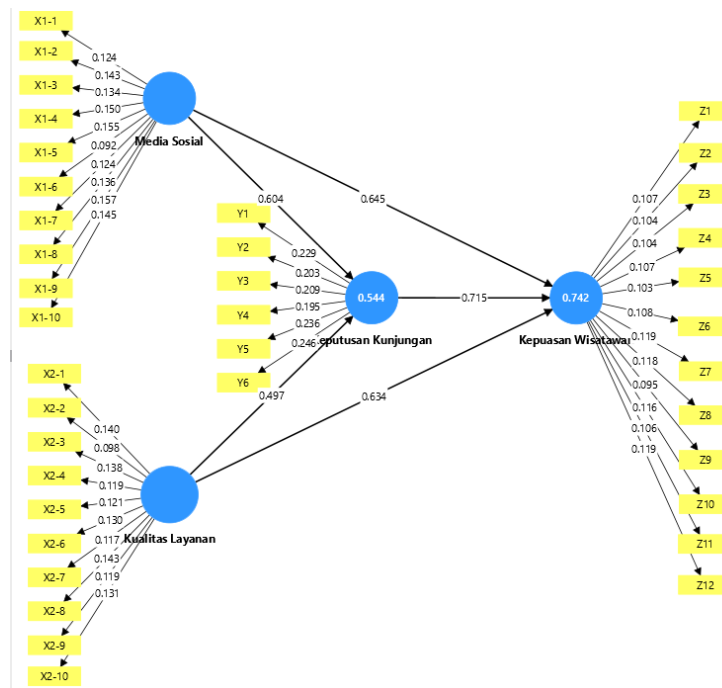 X1-1
X1-2
X1-3
X1-4
X1-5
X1-6
X1-7
X1-8
X1-9
X1-10
0.124
0.143
0.134
0.150
0.155
0.092
0.124
0.136
0.157
0.145
Media Sosial
0.604
0.645
Y1
Y2
Y3
Y4
Y5
Y6
0.229
0.203
0.209
0.195
0.236
0.246
0.544
eputusan Kunjungan
0.715
0.742
Kepuasan Wisatawa
0.497
0.634
X2-1
X2-2
X2-3
X2-4
X2-5
X2-6
X2-7
X2-8
X2-9
X2-10
0.140
0.098
0.138
0.119
0.121
0.130
0.117
0.143
0.119
0.131
Kualitas Layanan
0.107
0.104
0.104
0.107
0.103
0.108
0.119
0.118
0.095
0.116
0.106
0.119
Z1
Z2
Z3
Z4
Z5
Z6
Z7
Z8
Z9
Z10
Z11
Z12